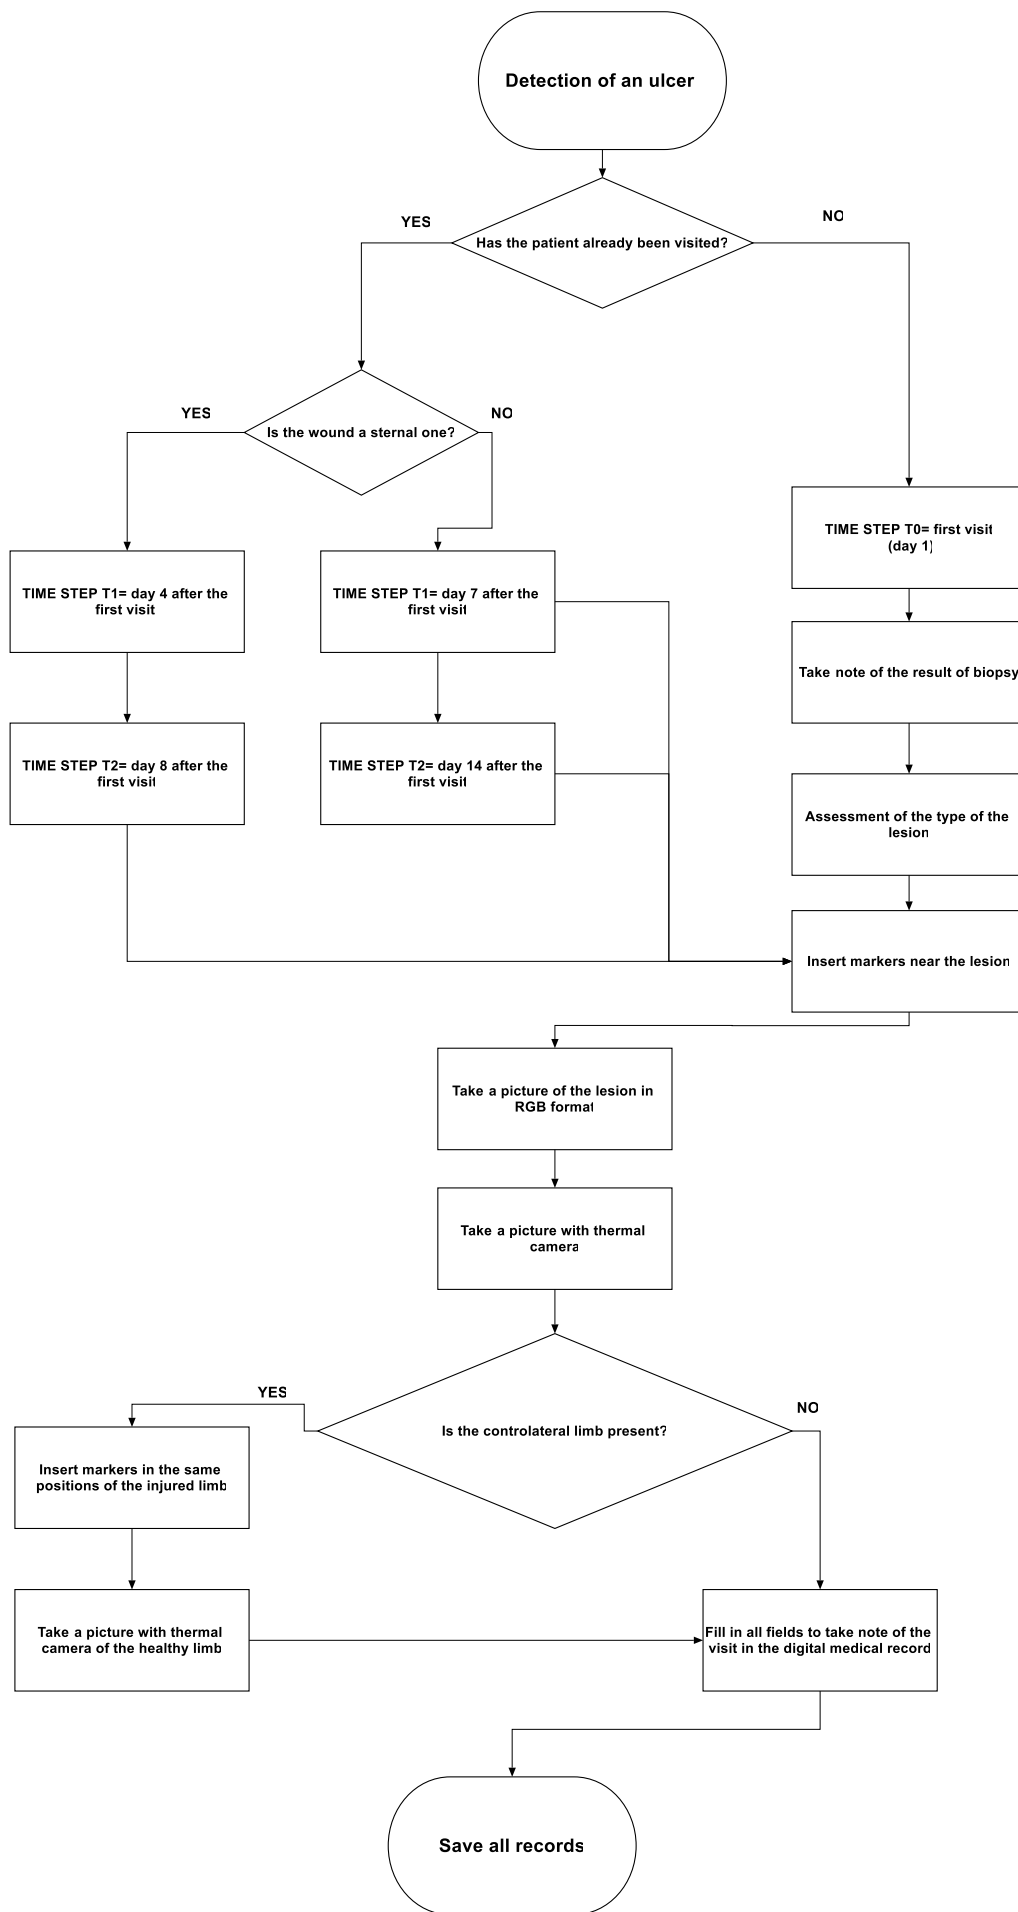 Detection of an ulcer
Has the patient already been visited?
YES
NO
Is the wound a sternal one?
YES
NO
TIME STEP T1= day 4 after the
first visit
TIME STEP T2= day 8 after the
first visit
TIME STEP T1= day 7 after the
first visit
TIME STEP T2= day 14 after the
first visit
TIME STEP T0= first visit
(day 1)
Take note of the result of biopsy
Assessment of the type of the
lesion
Insert markers near the lesion
Take a picture of the lesion in
RGB format
Take a picture with thermal
camera
Is the controlateral limb present?
YES
NO
Insert markers in the same
positions of the injured limb
Take a picture with thermal
camera of the healthy limb
Fill in all fields to take note of the
visit in the digital medical record
Save all records